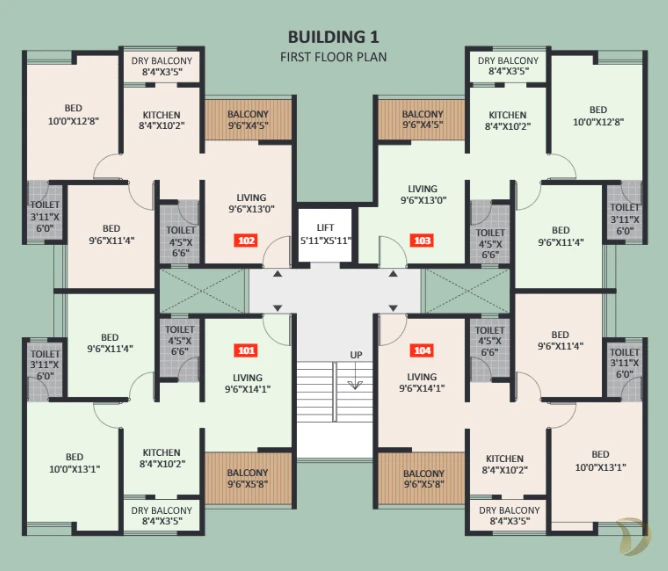 BUILDING 1
FIRST FLOOR PLAN
DRY BALCONY
8'4"X3'5"
DRY BALCONY
8'4"X3'5"
BED
10'0"X12'8"
KITCHEN
8'4"X10'2"
BALCONY
9'6"X4'5"
BALCONY
9'6"X4'5"
KITCHEN
8'4"X10'2"
BED
10'0"X12'8"
TOILET
3'11"X
6'0"
BED
9'6"X11'4"
TOILET
4'5"X
6'6"
LIVING
9'6"X13'0"
102
LIFT
5'11"X5'11"
LIVING
9'6"X13'0"
103
TOILET
4'5"X
6'6"
BED
9'6"X11'4"
TOILET
3'11"X
6'0"
TOILET
3'11"X
6'0"
BED
9'6"X11'4"
TOILET
4'5"X
6'6"
101
LIVING
9'6"X14'1"
UP
104
LIVING
9'6"X14'1"
TOILET
4'5"X
6'6"
BED
9'6"X11'4"
TOILET
3'11"X
6'0"
BED
10'0"X13'1"
KITCHEN
8'4"X10'2"
BALCONY
9'6"X5'8"
BALCONY
9'6"X5'8"
KITCHEN
8'4"X10'2"
BED
10'0"X13'1"
DRY BALCONY
8'4"X3'5"
DRY BALCONY
8'4"X3'5"